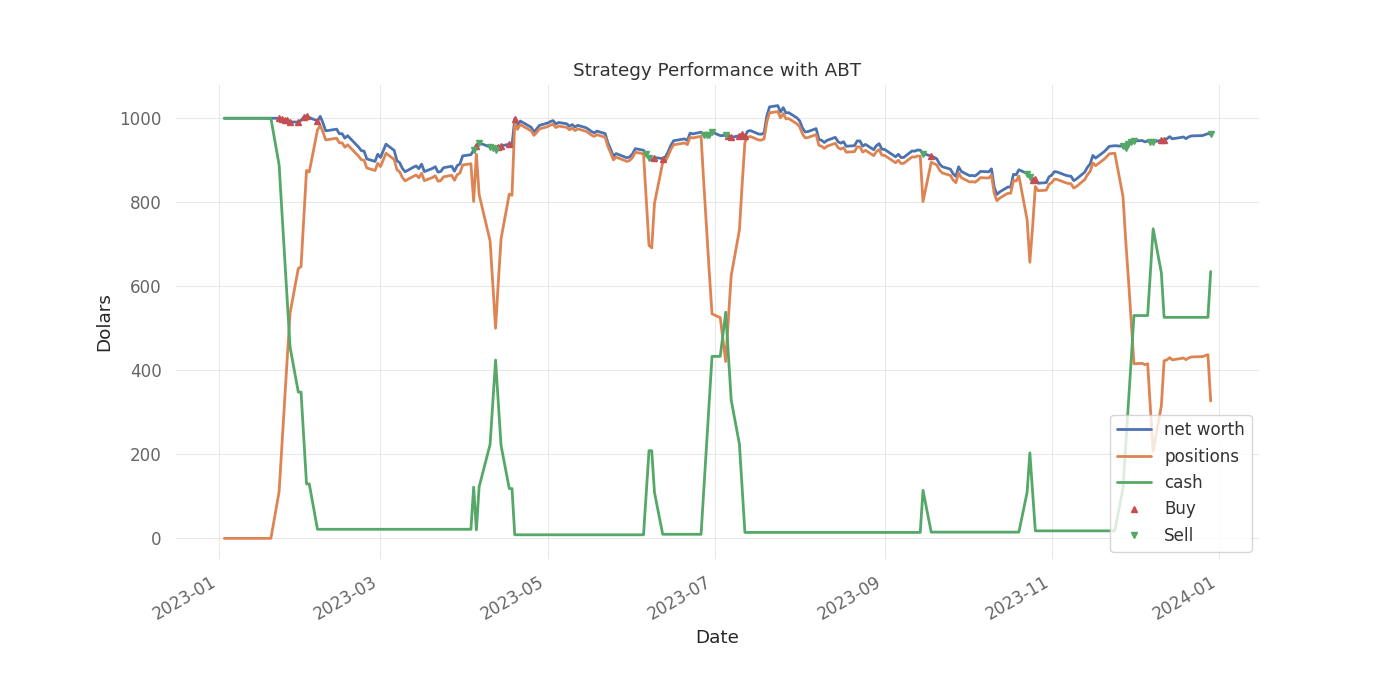 Strategy Performance with ABT
Dolars
1000
800
600
400
200
0
net worth
positions
cash
Buy
Sell
2023-01
2023-03
2023-05
2023-07
2023-09
2023-11
2024-01
Date